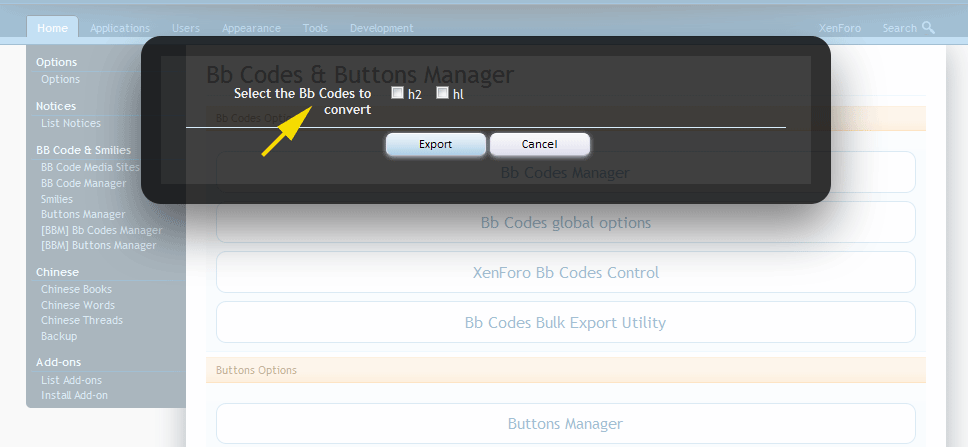 Home Applications Users Appearance Tools Development XenForo Search
Options
Options
Notices
List Notices
BB Code & Smilies
BB Code Media Sites
BB Code Manager
Smilies
Buttons Manager
[BBM] Bb Codes Manager
[BBM] Buttons Manager
Chinese
Chinese Books
Chinese Words
Chinese Threads
Backup
Add-ons
List Add-ons
Install Add-on
Bb Codes & Buttons Manager
Select the Bb Codes to
convert
h2 hl
Bb Codes Options
Export Cancel
Bb Codes Manager
Bb Codes global options
XenForo Bb Codes Control
Bb Codes Bulk Export Utility
Buttons Options
Buttons Manager